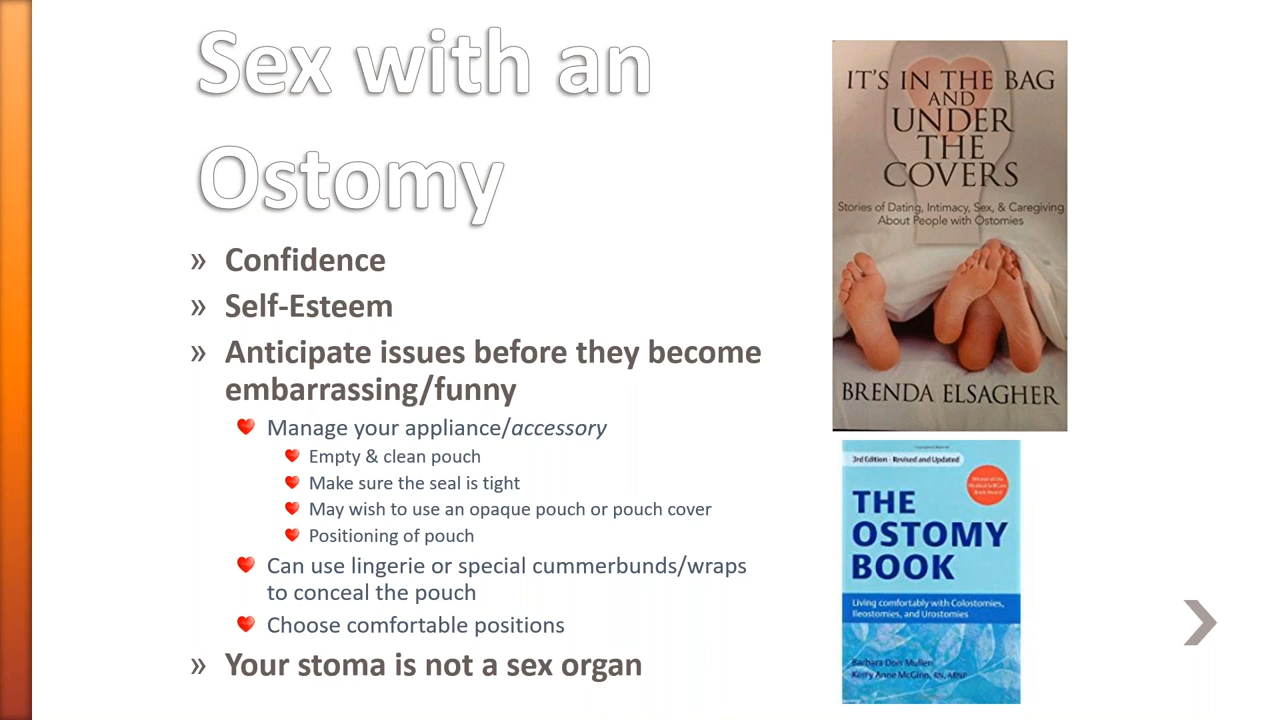 Sex with an
Ostomy
» Confidence
» Self-Esteem
» Anticipate issues before they become
embarrassing/funny
Manage your appliance/accessory
Empty & clean pouch
Make sure the seal is tight
May wish to use an opaque pouch or pouch cover
Positioning of pouch
Can use lingerie or special cummerbunds/wraps
to conceal the pouch
Choose comfortable positions
» Your stoma is not a sex organ
IT'S IN THE BAG
AND
UNDER
THE
COVERS
Stories of Dating, Intimacy, Sex, & Caregiving
About People with Ostomies
BRENDA ELSAGHER
3rd Edition - Revised and Updated
THE
OSTOMY
BOOK
Living comfortably with Colostomies,
Ileostomies, and Urostomies
Barbara Dorr Mullen
Kerry Anne McGinn, RN, ARNP